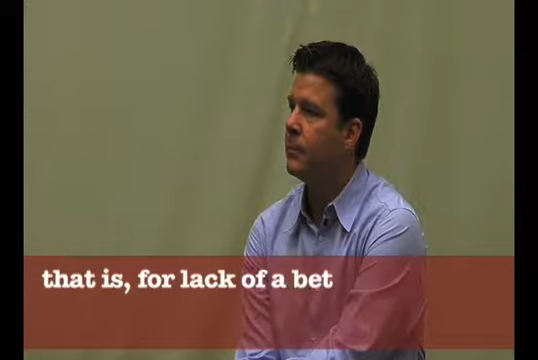 that is, for lack of a bet